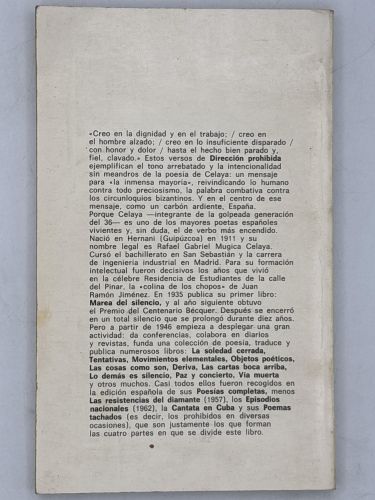 «Creo en la dignidad y en el trabajo; / creo en
el hombre alzado; / creo en lo insuficiente disparado /
con honor y dolor / hasta el hecho bien parado y,
fiel, clavado.» Estos versos de Dirección prohibida
ejemplifican el tono arrebatado y la intencionalidad
sin meandros de la poesía de Celaya: un mensaje
para «la inmensa mayoría», reivindicando lo humano
contra todo preciosismo, la palabra combativa contra
los circunloquios bizantinos. Y en el centro de ese
mensaje, como un carbón ardiente, España.
Porque Celaya —integrante de la golpeada generación
del 36— es uno de los mayores poetas españoles
vivientes y, sin duda, el de verbo más encendido.
Nació en Hernani (Guipúzcoa) en 1911 y su
nombre legal es Rafael Gabriel Mugica Celaya.
Cursó el bachillerato en San Sebastián y la carrera
de ingeniería industrial en Madrid. Para su formación
intelectual fueron decisivos los años que vivió
en la célebre Residencia de Estudiantes de la calle
del Pinar, la «colina de los chopos» de Juan
Ramón Jiménez. En 1935 publica su primer libro:
Marea del silencio, y al año siguiente obtuvo
el Premio del Centenario Bécquer. Después se encerró
en un total silencio que se prolongó durante diez años.
Pero a partir de 1946 empieza a desplegar una gran
actividad: da conferencias, colabora en diarios
y revistas, funda una colección de poesía, traduce y
publica numerosos libros: La soledad cerrada,
Tentativas, Movimientos elementales, Objetos poéticos,
Las cosas como son, Deriva, Las cartas boca arriba,
Lo demás es silencio, Paz y concierto, Vía muerta
y otros muchos. Casi todos ellos fueron recogidos en
la edición española de sus Poesías completas, menos
Las resistencias del diamante (1957), los Episodios
nacionales (1962), la Cantata en Cuba y sus Poemas
tachados (es decir, los prohibidos en diversas
ocasiones), que son justamente los que forman
las cuatro partes en que se divide este libro.